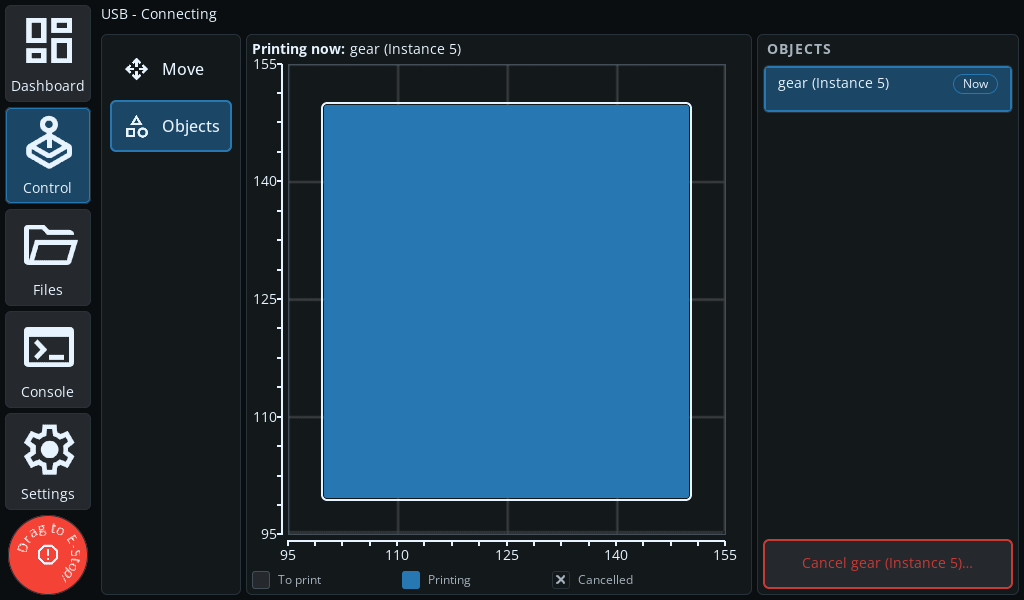 USB - Connecting
Dashboard
Control
Files
Console
Settings
Drag to E-Stop!
Move
Objects
Printing now: gear (Instance 5)
155
140
125
110
95
95 110 125 140 155
To print Printing Cancelled
OBJECTS
gear (Instance 5) Now
Cancel gear (Instance 5)...